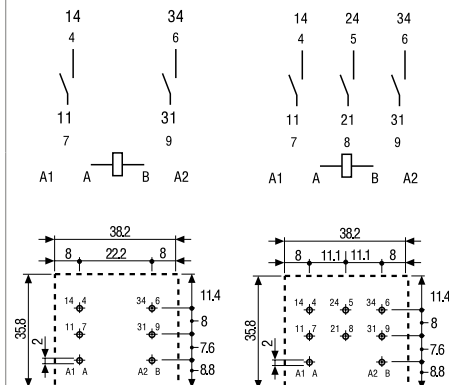 14 34
4 6
11 31
7 9
A1 A B A2
38.2
8 22.2 8
11.4
14 4 34 6
8
35.8
11 7 31 9
7.6
2
A1 A A2 B
8.8
14 24 34
4 5 6
11 21 31
7 8 9
A1 A B A2
38.2
8 11.1 11.1 8
11.4
14 4 24 5 34 6
8
35.8
11 7 21 8 31 9
7.6
2
A1 A A2 B
8.8